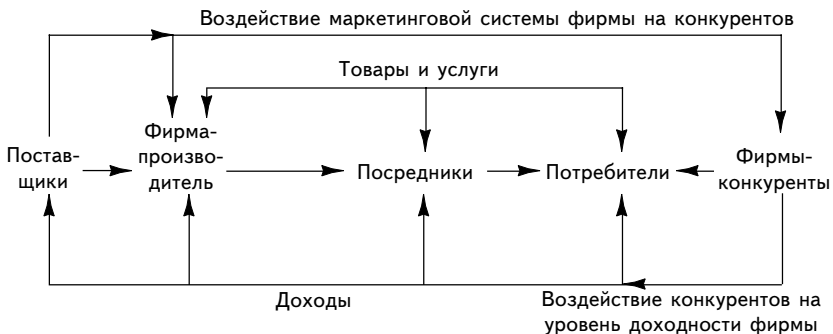 Воздействие маркетинговой системы фирмы на конкурентов
Товары и услуги
Постав-
щики
Фирма-
произво-
дитель
Посредники
Потребители
Фирмы-
конкуренты
Доходы
Воздействие конкурентов на
уровень доходности фирмы